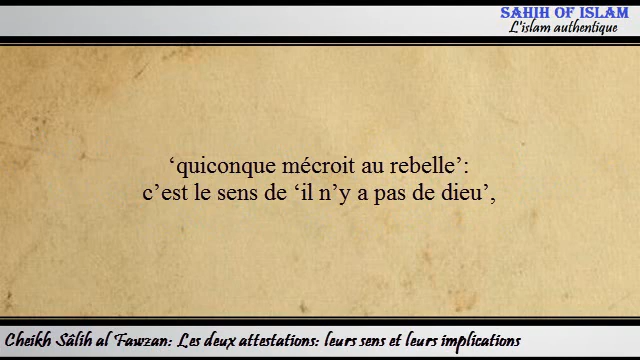 SAHIH OF ISLAM
L'islam authentique
‘quiconque mécroit au rebelle’:
c’est le sens de ‘il n’y a pas de dieu’,
Cheikh Sâlih al Fawzan: Les deux attestations: leurs sens et leurs implications